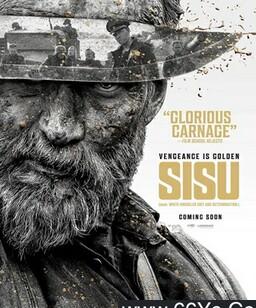 “GLORIOUS
CARNAGE”
—FILM SCHOOL REJECTS
VENGEANCE IS GOLDEN
SISU
COMING SOON